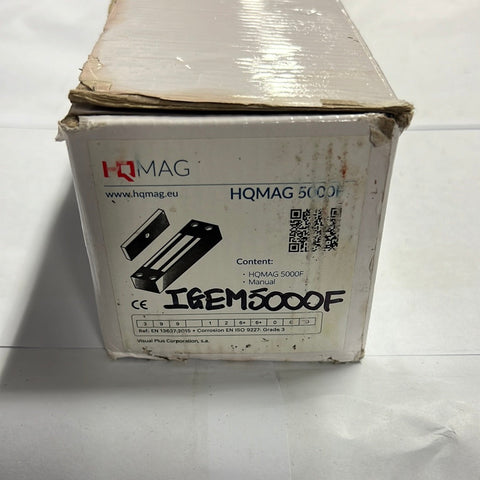 HQMAG
www.hqmag.eu
HQMAG 5000F
Content:
· HQMAG 5000F
· Manual
CE
IGEM5000F
3 9 9 1 2 6+ 6+ 0
Ref: EN 13637:2015 + Corrosion EN ISO 9227: Grade 3
Visual Plus Corporation, s.a.